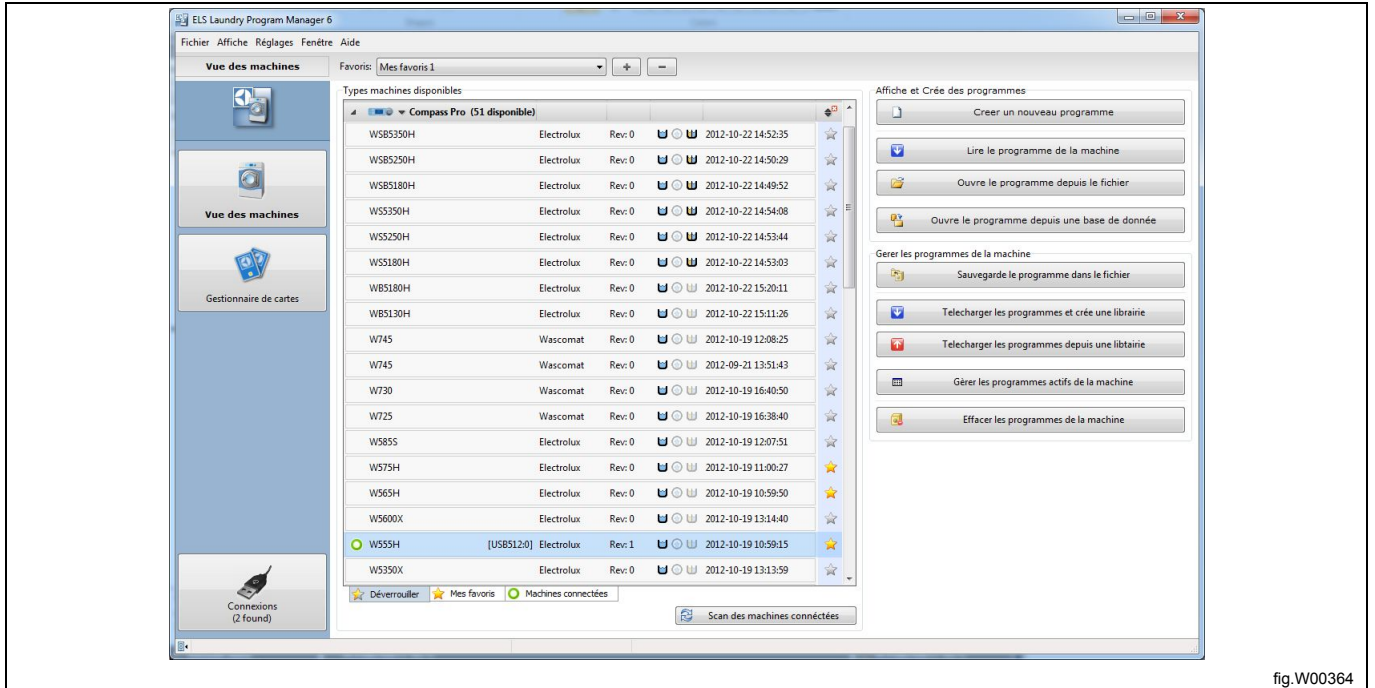 ELS Laundry Program Manager 6
Fichier Affiche Réglages Fenêtre Aide
Vue des machines
Favoris: Mes favoris 1
Types machines disponibles
Compass Pro (51 disponible)
WSB5350H Electrolux Rev: 0 2012-10-22 14:52:35
WSB5250H Electrolux Rev: 0 2012-10-22 14:50:29
WSB5180H Electrolux Rev: 0 2012-10-22 14:49:52
WS5350H Electrolux Rev: 0 2012-10-22 14:54:08
WS5250H Electrolux Rev: 0 2012-10-22 14:53:44
WS5180H Electrolux Rev: 0 2012-10-22 14:53:03
WB5180H Electrolux Rev: 0 2012-10-22 15:20:11
WB5130H Electrolux Rev: 0 2012-10-22 15:11:26
W745 Wascomat Rev: 0 2012-10-19 12:08:25
W745 Wascomat Rev: 0 2012-09-21 13:51:43
W730 Wascomat Rev: 0 2012-10-19 16:40:50
W725 Wascomat Rev: 0 2012-10-19 16:38:40
W585S Electrolux Rev: 0 2012-10-19 12:07:51
W575H Electrolux Rev: 0 2012-10-19 11:00:27
W565H Electrolux Rev: 0 2012-10-19 10:59:50
W5600X Electrolux Rev: 0 2012-10-19 13:14:40
W555H [USB512:0] Electrolux Rev: 1 2012-10-19 10:59:15
W5350X Electrolux Rev: 0 2012-10-19 13:13:59
Déverrouiller Mes favoris Machines connectées
Scan des machines connéctées
Vue des machines
Gestionnaire de cartes
Connexions
(2 found)
Affiche et Crée des programmes
Creer un nouveau programme
Lire le programme de la machine
Ouvre le programme depuis le fichier
Ouvre le programme depuis une base de donnée
Gerer les programmes de la machine
Sauvegarde le programme dans le fichier
Telecharger les programmes et crée une librairie
Telecharger les programmes depuis une libtairie
Gèrer les programmes actifs de la machine
Effacer les programmes de la machine
fig.W00364